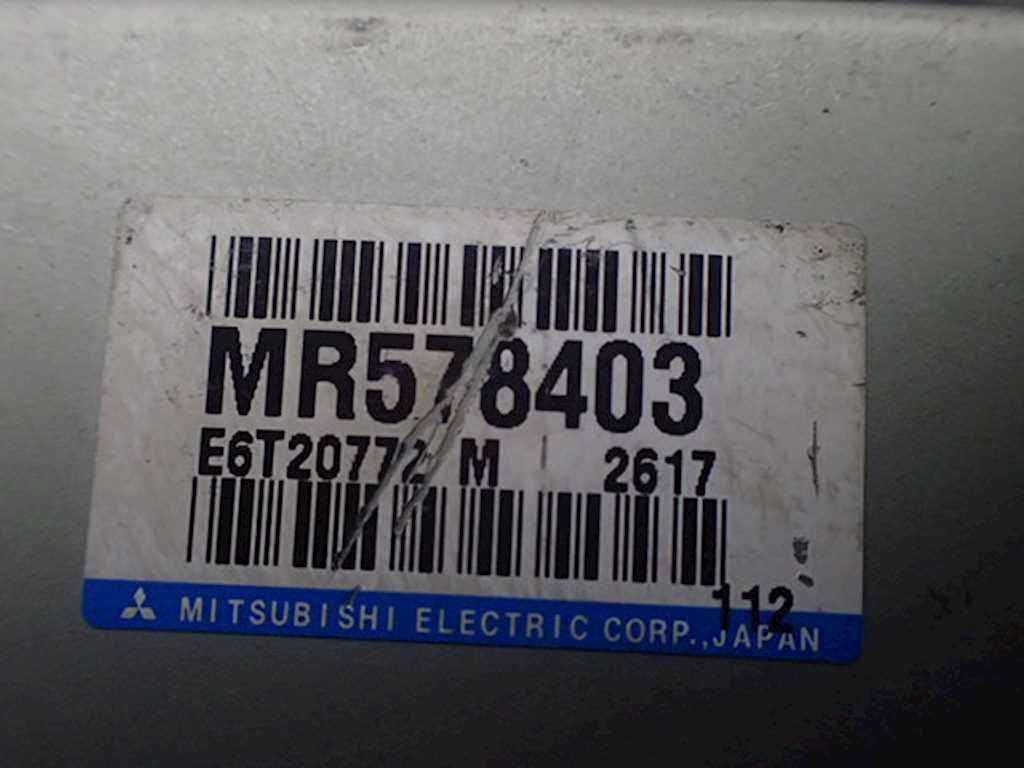 MR578403
E6T20772 M 2617
112
MITSUBISHI ELECTRIC CORP., JAPAN